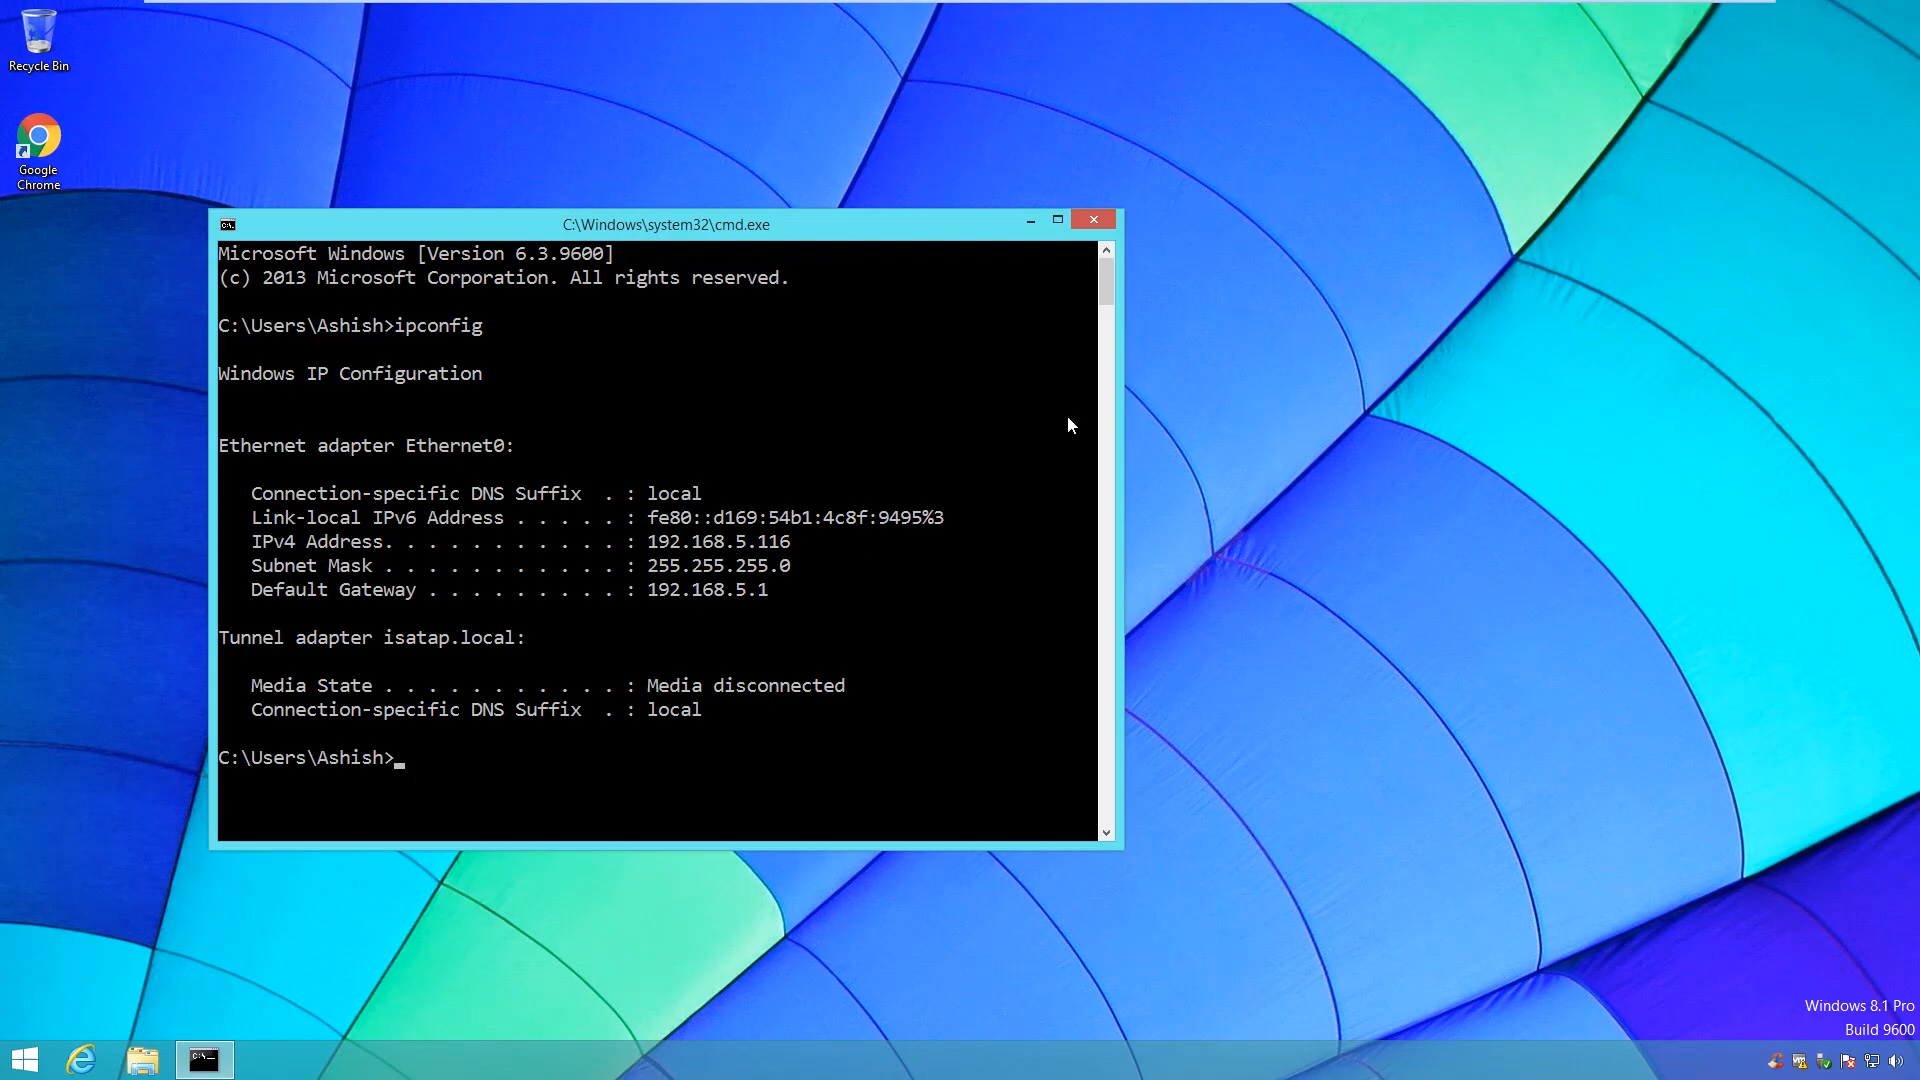 Recycle Bin
Google
Chrome
C:\Windows\system32\cmd.exe
Microsoft Windows [Version 6.3.9600]
(c) 2013 Microsoft Corporation. All rights reserved.
C:\Users\Ashish>ipconfig
Windows IP Configuration
Ethernet adapter Ethernet0:
Connection-specific DNS Suffix  . : local
Link-local IPv6 Address . . . . . : fe80::d169:54b1:4c8f:9495%3
IPv4 Address. . . . . . . . . . . : 192.168.5.116
Subnet Mask . . . . . . . . . . . : 255.255.255.0
Default Gateway . . . . . . . . . : 192.168.5.1
Tunnel adapter isatap.local:
Media State . . . . . . . . . . . : Media disconnected
Connection-specific DNS Suffix  . : local
C:\Users\Ashish>
Windows 8.1 Pro
Build 9600